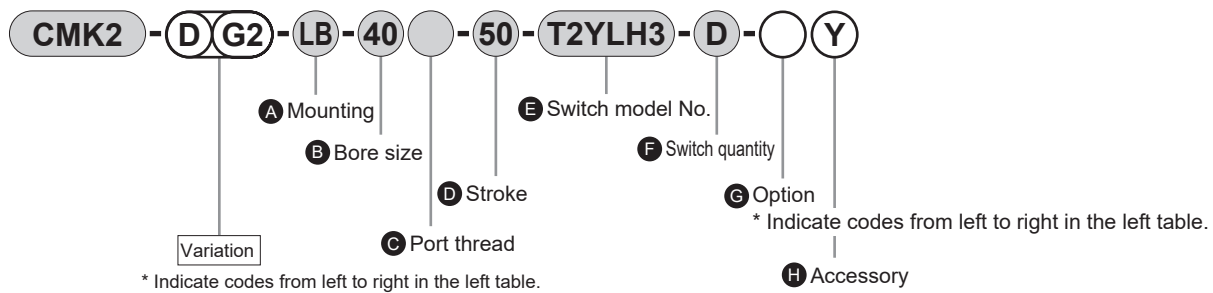 CMK2 - D G2 - LB - 40 - 50 - T2YLH3 - D - Y
A Mounting
E Switch model No.
B Bore size
F Switch quantity
D Stroke
G Option
* Indicate codes from left to right in the left table.
C Port thread
Variation
* Indicate codes from left to right in the left table.
H Accessory